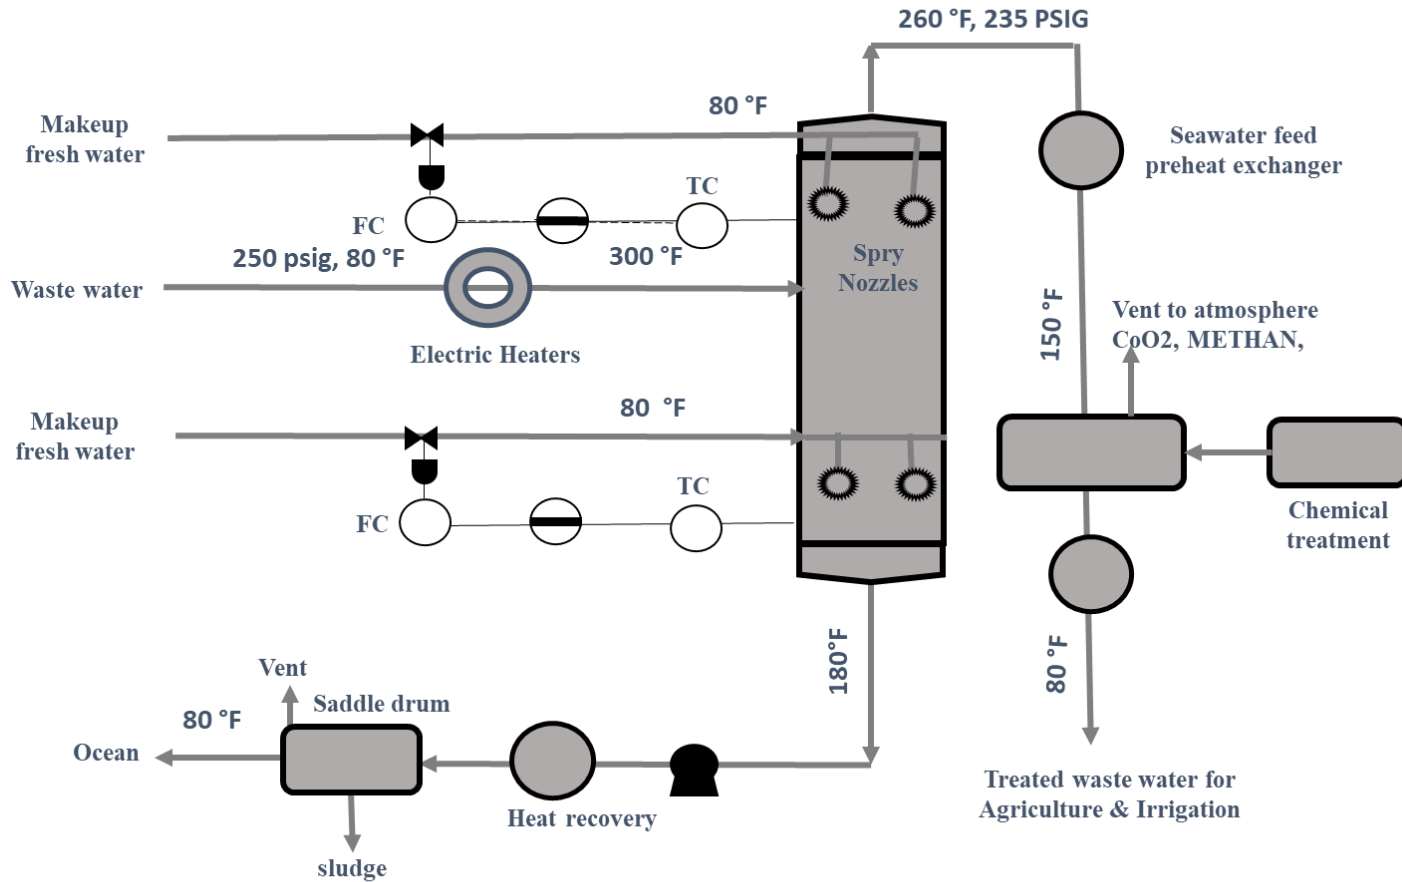 260 °F, 235 PSIG
80 °F
Makeup
fresh water
Seawater feed
preheat exchanger
TC
FC
250 psig, 80 °F
300 °F
Spry
Nozzles
Waste water
Electric Heaters
150 °F
Vent to atmosphere
CoO2, METHAN,
80 °F
Makeup
fresh water
TC
FC
Chemical
treatment
180°F
80 °F
Vent
Saddle drum
80 °F
Ocean
Heat recovery
sludge
Treated waste water for
Agriculture & Irrigation